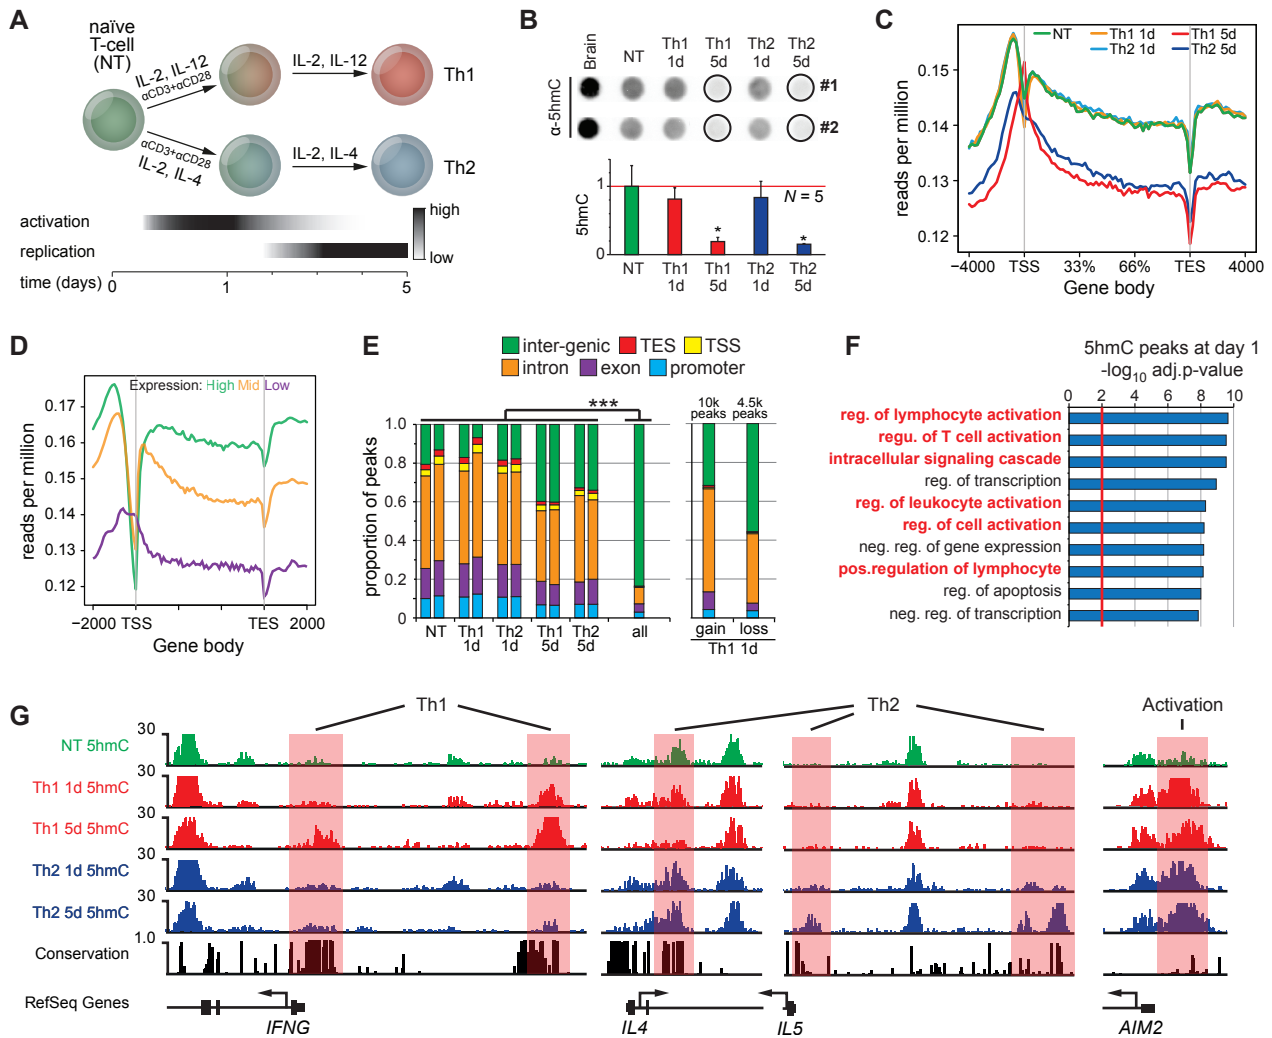 A
naïve
T-cell
(NT)
IL-2, IL-12
αCD3+αCD28
IL-2, IL-12
Th1
αCD3+αCD28
IL-2, IL-4
IL-2, IL-4
Th2
activation
replication
high
low
time (days)
0
1
5
B
Brain
NT
Th1
1d
Th1
5d
Th2
1d
Th2
5d
α-5hmC
#1
#2
5hmC
1
0
N = 5
*
*
NT
Th1
1d
Th1
5d
Th2
1d
Th2
5d
C
NT
Th1 1d
Th1 5d
Th2 1d
Th2 5d
reads per million
0.15
0.14
0.13
0.12
−4000
TSS
33%
66%
TES
4000
Gene body
D
Expression: High Mid Low
reads per million
0.17
0.16
0.15
0.14
0.13
0.12
−2000
TSS
TES
2000
Gene body
E
inter-genic
TES
TSS
intron
exon
promoter
***
10k
peaks
4.5k
peaks
proportion of peaks
1.0
0.8
0.6
0.4
0.2
0
NT
Th1
1d
Th2
1d
Th1
5d
Th2
5d
all
gain
loss
Th1 1d
F
5hmC peaks at day 1
-log10 adj.p-value
0 2 4 6 8 10
reg. of lymphocyte activation
regu. of T cell activation
intracellular signaling cascade
reg. of transcription
reg. of leukocyte activation
reg. of cell activation
neg. reg. of gene expression
pos.regulation of lymphocyte
reg. of apoptosis
neg. reg. of transcription
G
Th1
Th2
Activation
30
NT 5hmC
30
Th1 1d 5hmC
30
Th1 5d 5hmC
30
Th2 1d 5hmC
30
Th2 5d 5hmC
1.0
Conservation
RefSeq Genes
IFNG
IL4
IL5
AIM2